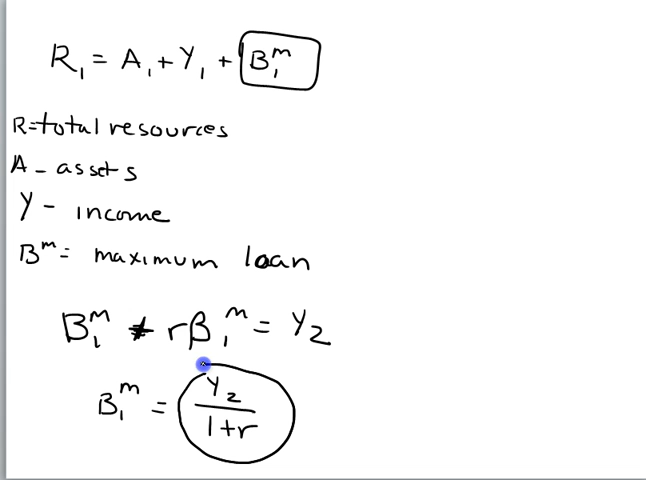 R₁ = A₁ + Y₁ + B₁ᵐ
R=total resources
A - assets
Y - income
Bᵐ= maximum loan
B₁ᵐ + rB₁ᵐ = Y₂
B₁ᵐ = Y₂/1+r